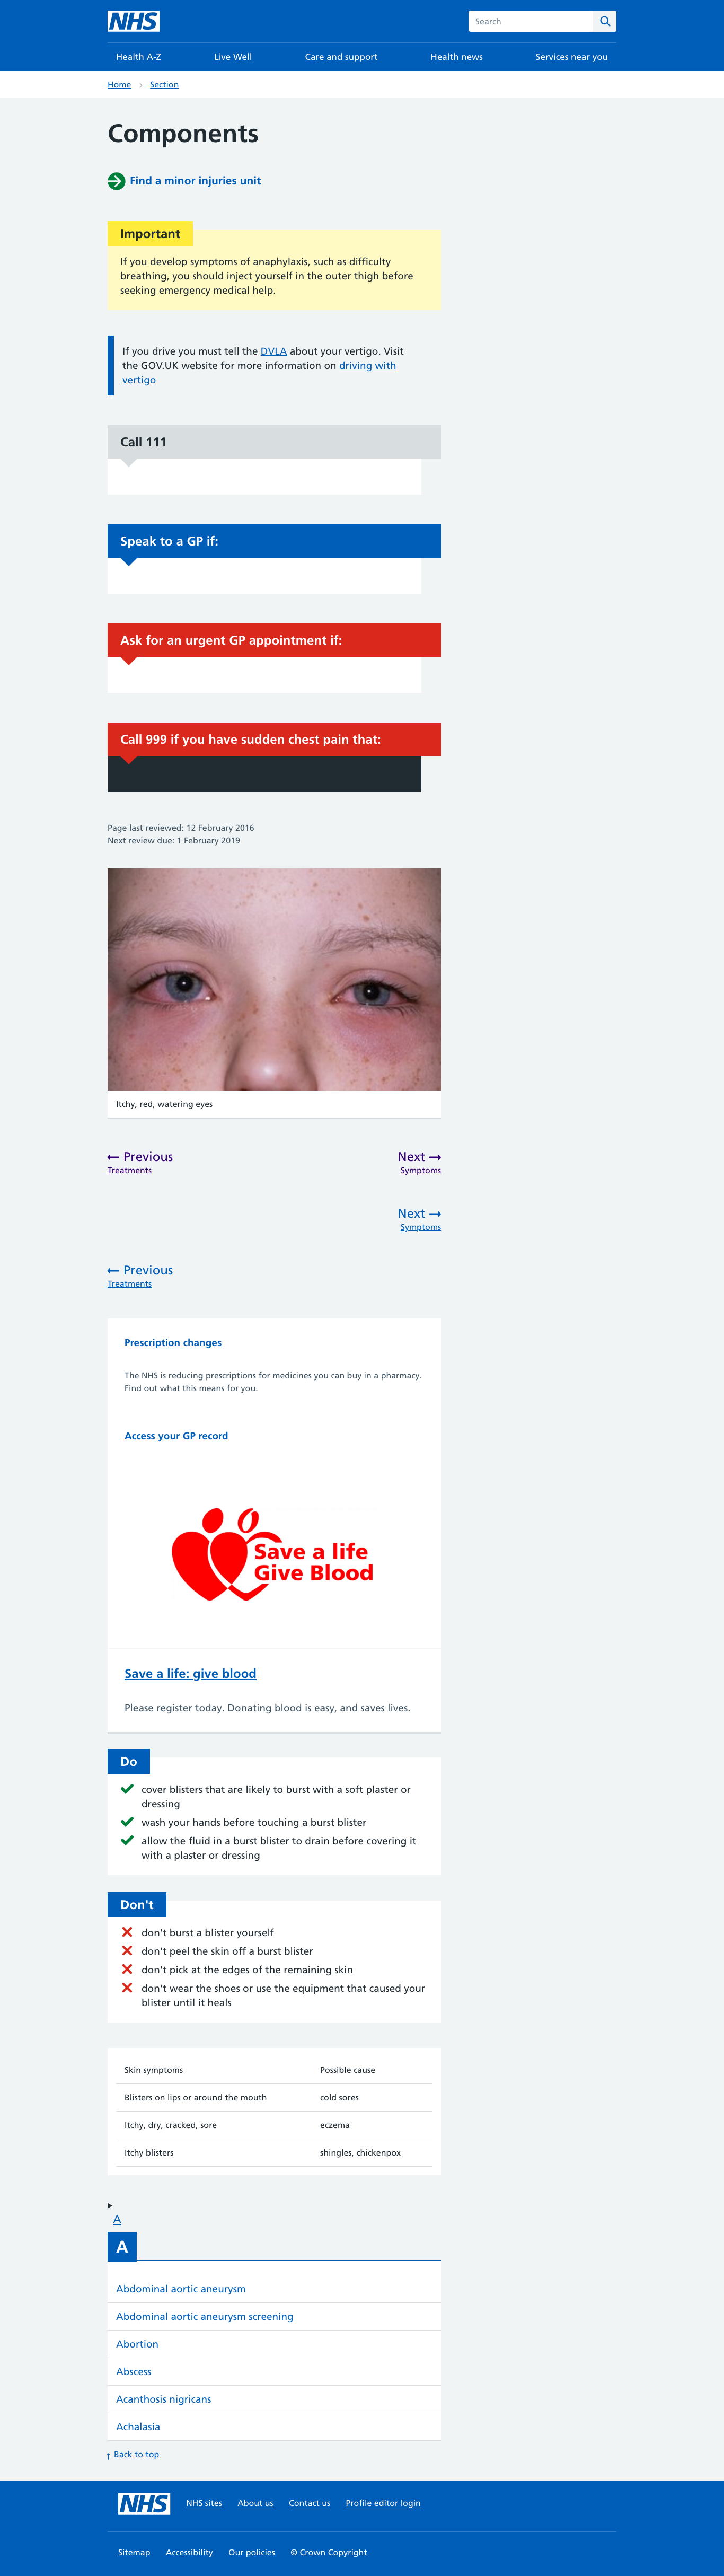 NHS
Search
Health A-Z
Live Well
Care and support
Health news
Services near you
Home
Section
Components
Find a minor injuries unit
Important
If you develop symptoms of anaphylaxis, such as difficulty
breathing, you should inject yourself in the outer thigh before
seeking emergency medical help.
If you drive you must tell the DVLA about your vertigo. Visit
the GOV.UK website for more information on driving with
vertigo
Call 111
Speak to a GP if:
Ask for an urgent GP appointment if:
Call 999 if you have sudden chest pain that:
Page last reviewed: 12 February 2016
Next review due: 1 February 2019
Itchy, red, watering eyes
Previous
Treatments
Next
Symptoms
Next
Symptoms
Previous
Treatments
Prescription changes
The NHS is reducing prescriptions for medicines you can buy in a pharmacy.
Find out what this means for you.
Access your GP record
Save a life
Give Blood
Save a life: give blood
Please register today. Donating blood is easy, and saves lives.
Do
cover blisters that are likely to burst with a soft plaster or
dressing
wash your hands before touching a burst blister
allow the fluid in a burst blister to drain before covering it
with a plaster or dressing
Don't
don't burst a blister yourself
don't peel the skin off a burst blister
don't pick at the edges of the remaining skin
don't wear the shoes or use the equipment that caused your
blister until it heals
Skin symptoms
Possible cause
Blisters on lips or around the mouth
cold sores
Itchy, dry, cracked, sore
eczema
Itchy blisters
shingles, chickenpox
A
A
Abdominal aortic aneurysm
Abdominal aortic aneurysm screening
Abortion
Abscess
Acanthosis nigricans
Achalasia
Back to top
NHS
NHS sites
About us
Contact us
Profile editor login
Sitemap
Accessibility
Our policies
© Crown Copyright